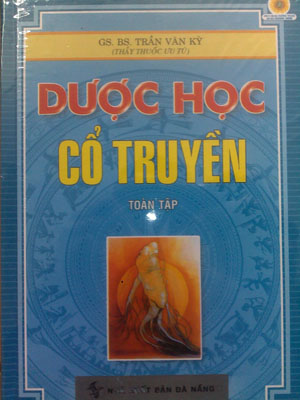 GS. BS. TRẦN VĂN KỲ
(THẦY THUỐC ƯU TÚ)
DƯỢC HỌC
CỔ TRUYỀN
TOÀN TẬP
NHÀ XUẤT BẢN ĐÀ NẴNG